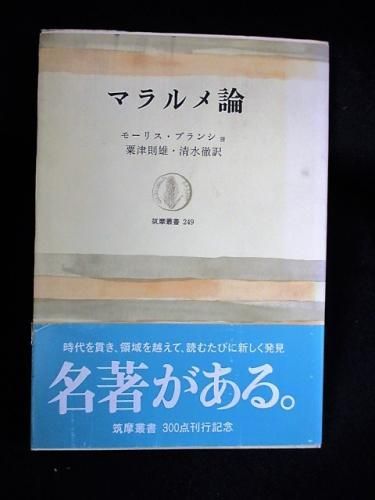 マラルメ論
モーリス・ブランショ著
粟津則雄・清水徹訳
筑摩叢書 249
時代を貫き、領域を越えて、読むたびに新しく発見
名著がある。
筑摩叢書 300点刊行記念